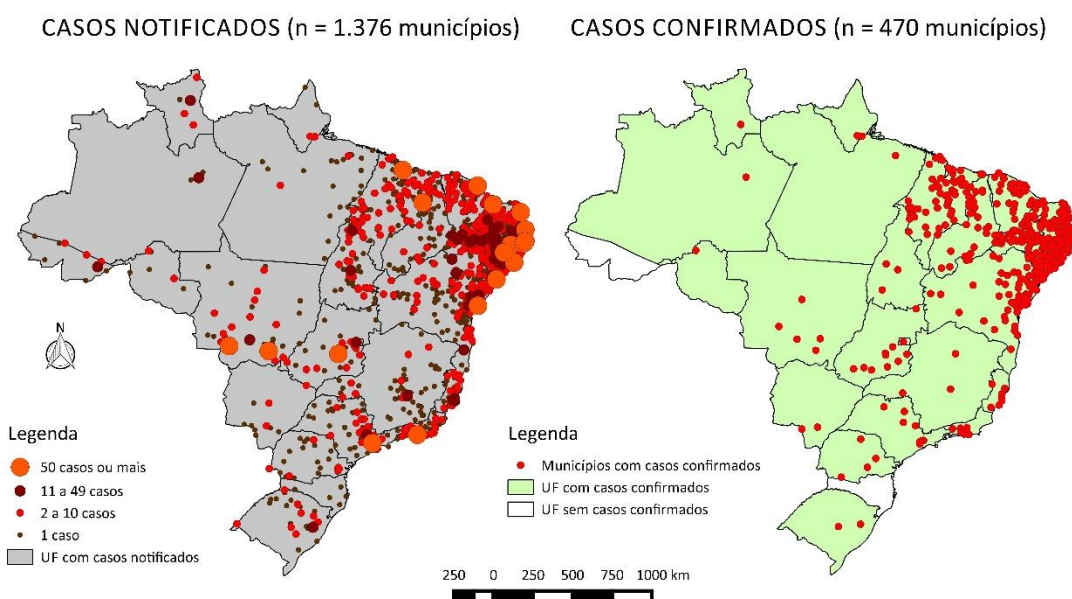 CASOS NOTIFICADOS (n = 1.376 municípios)
CASOS CONFIRMADOS (n = 470 municípios)
N
Legenda
50 casos ou mais
11 a 49 casos
2 a 10 casos
1 caso
UF com casos notificados
Legenda
Municípios com casos confirmados
UF com casos confirmados
UF sem casos confirmados
250 0 250 500 750 1000 km